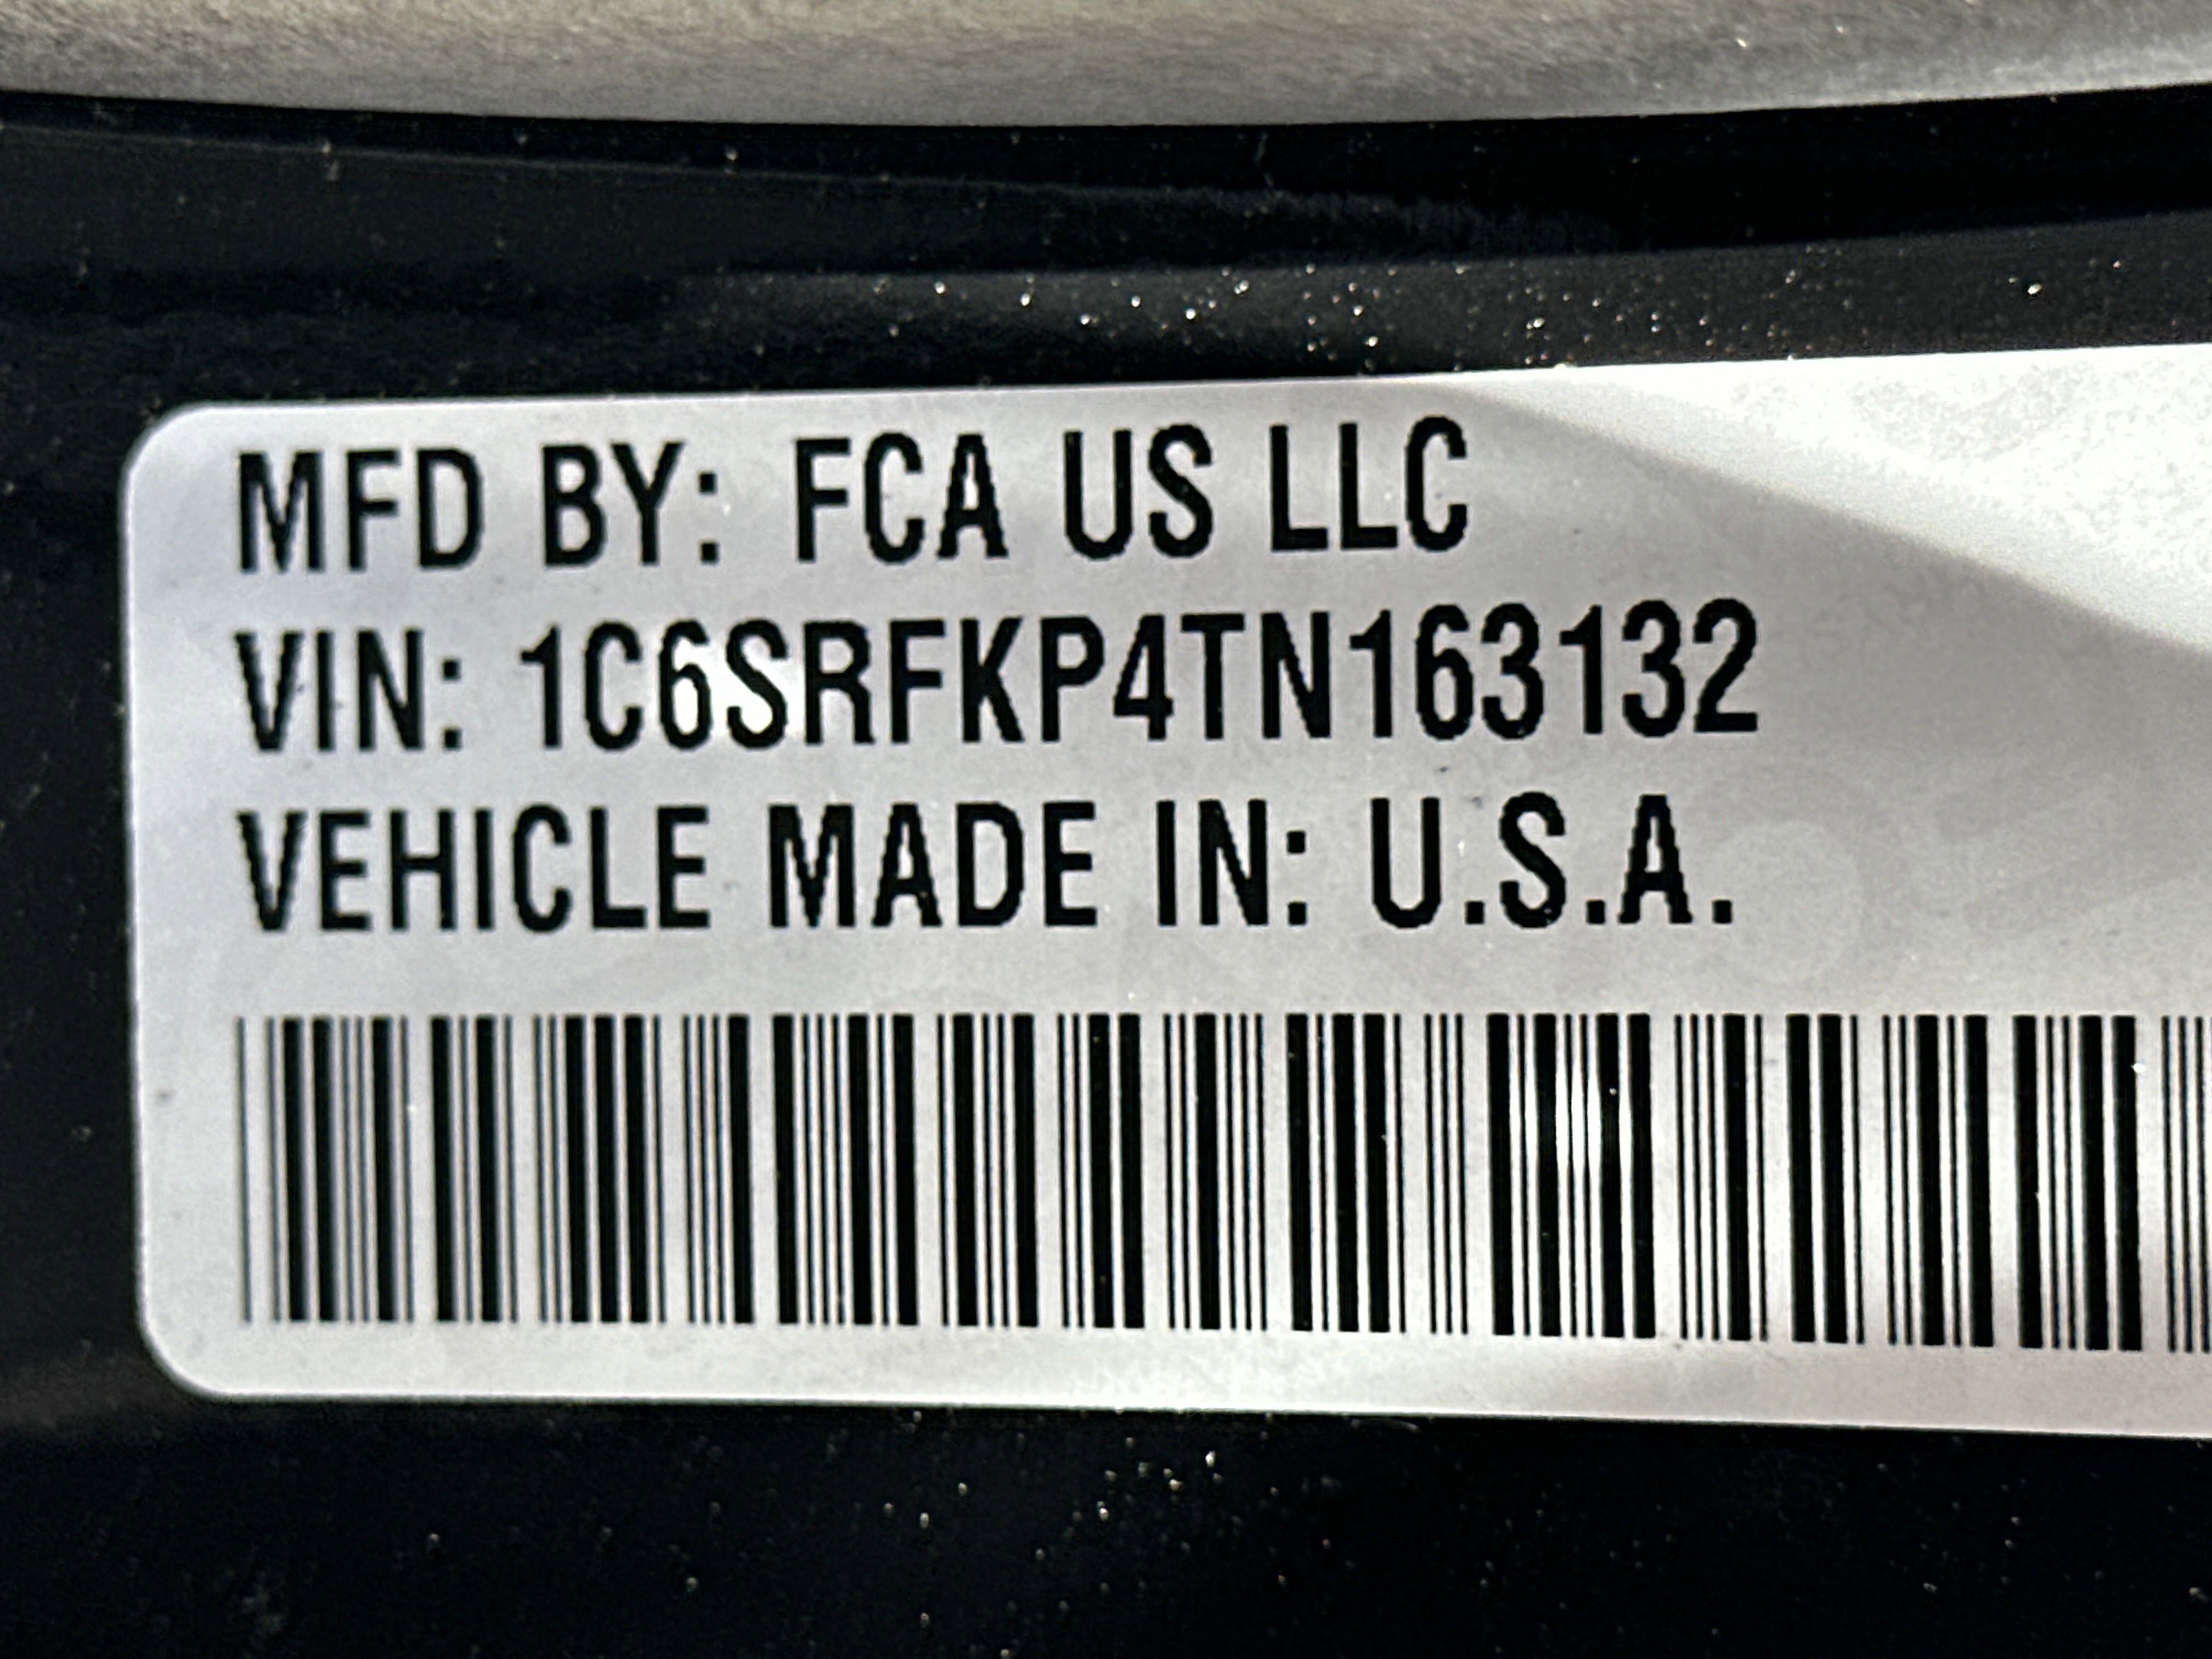 MFD BY: FCA US LLC
VIN: 1C6SRFKP4TN163132
VEHICLE MADE IN: U.S.A.